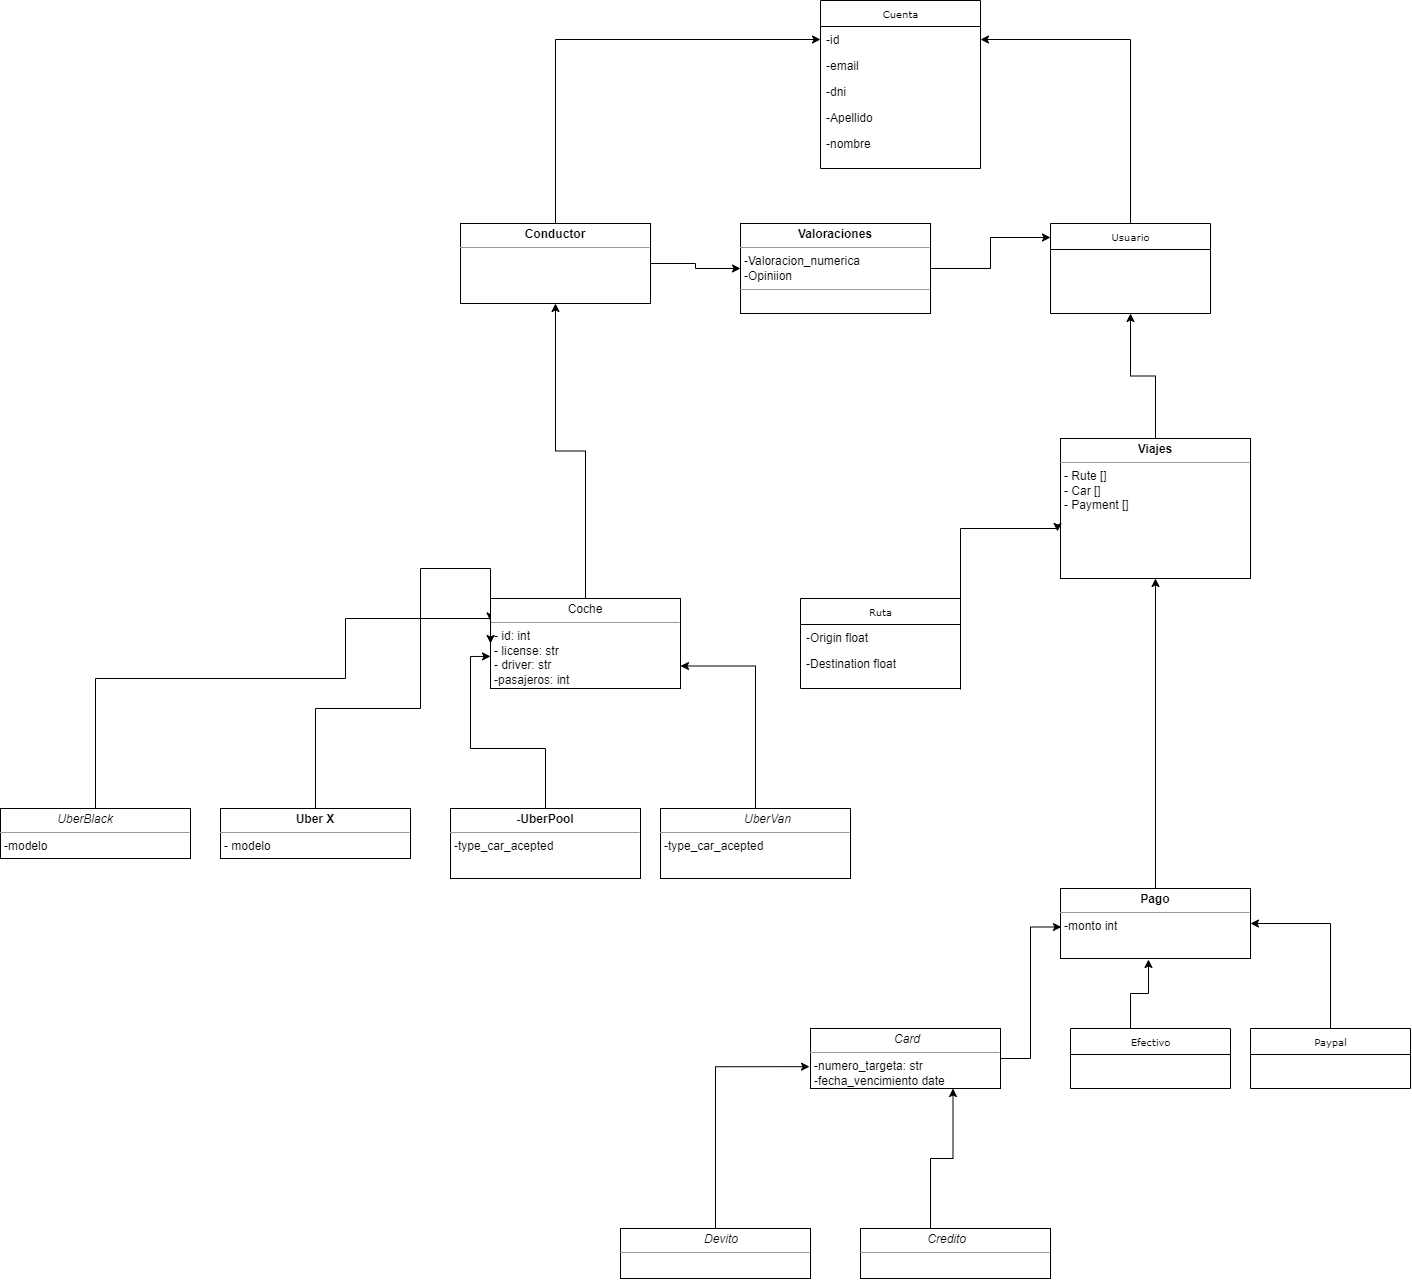 Cuenta
-id
-email
-dni
-Apellido
-nombre
Conductor
Valoraciones
-Valoracion_numerica
-Opiniion
Usuario
Viajes
- Rute []
- Car []
- Payment []
Coche
- id: int
- license: str
- driver: str
-pasajeros: int
Ruta
-Origin float
-Destination float
UberBlack
-modelo
Uber X
- modelo
-UberPool
-type_car_acepted
UberVan
-type_car_acepted
Pago
-monto int
Card
-numero_targeta: str
-fecha_vencimiento date
Efectivo
Paypal
Devito
Credito